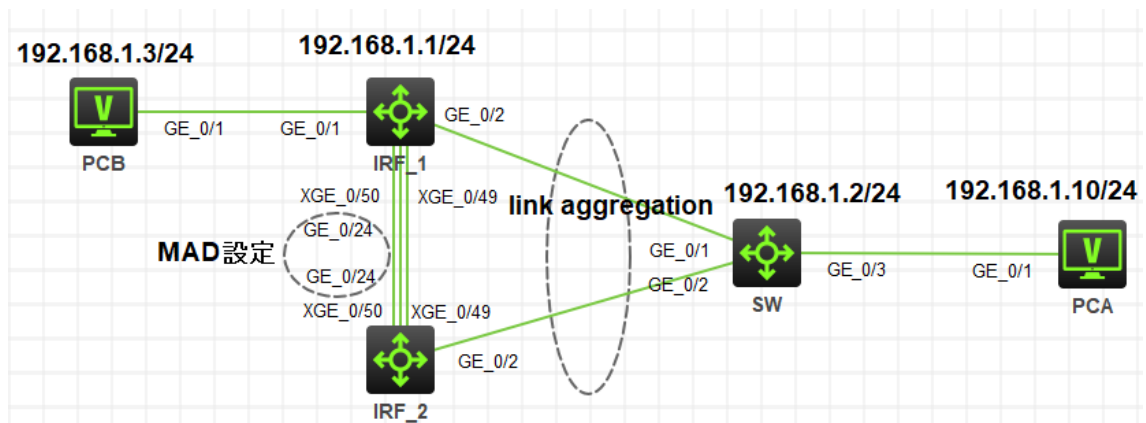 192.168.1.3/24
192.168.1.1/24
GE_0/1
GE_0/1
GE_0/2
PCB
IRF_1
XGE_0/50
XGE_0/49
GE_0/24
MAD設定
GE_0/24
XGE_0/50
XGE_0/49
GE_0/2
IRF_2
link aggregation
192.168.1.2/24
192.168.1.10/24
GE_0/1
GE_0/2
GE_0/3
GE_0/1
SW
PCA